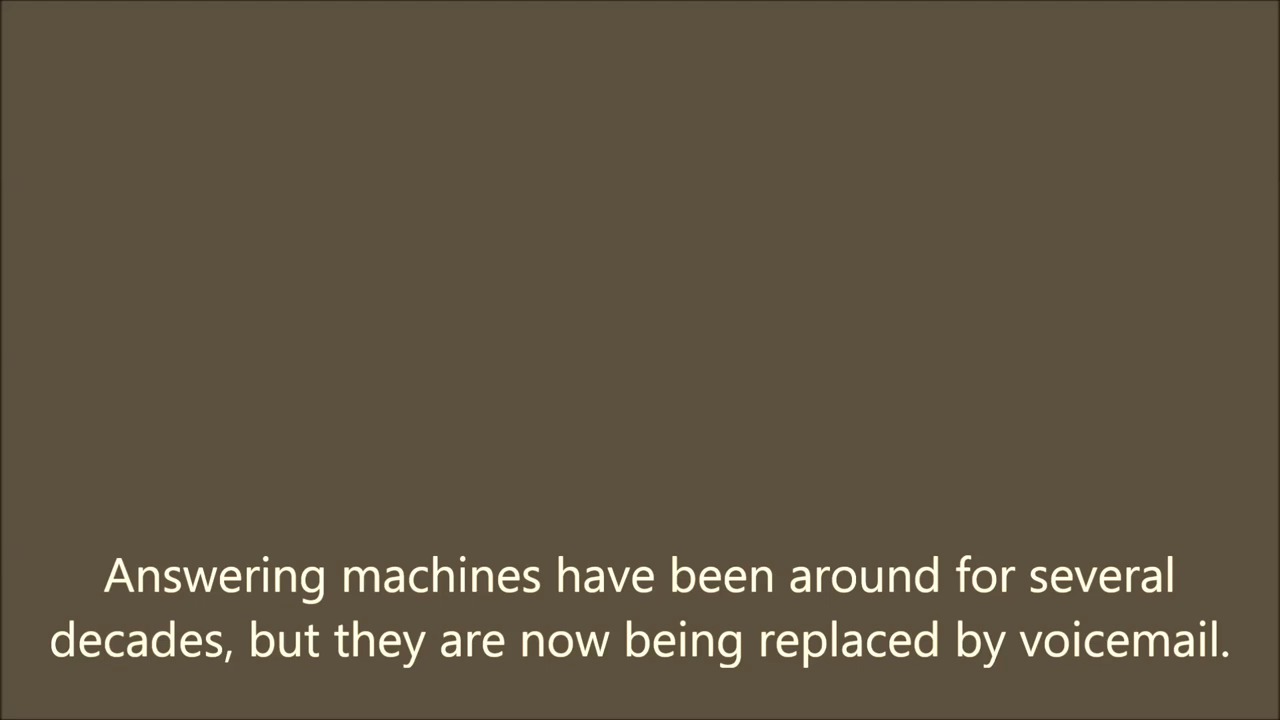 Answering machines have been around for several
decades, but they are now being replaced by voicemail.